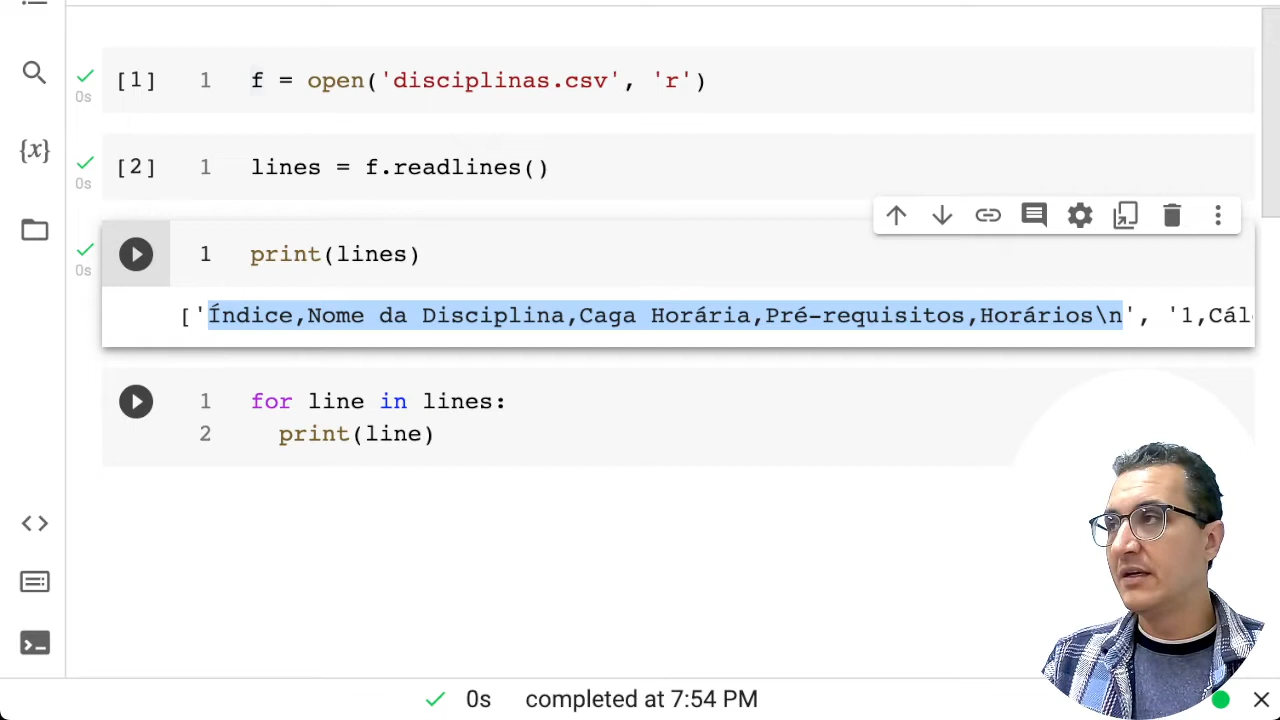 [1] 1 f = open('disciplinas.csv', 'r')
0s
[2] 1 lines = f.readlines()
0s
1 print(lines)
0s
['Índice,Nome da Disciplina,Caga Horária,Pré-requisitos,Horários\n', '1,Cál
1 for line in lines:
2 print(line)
{x}
0s completed at 7:54 PM